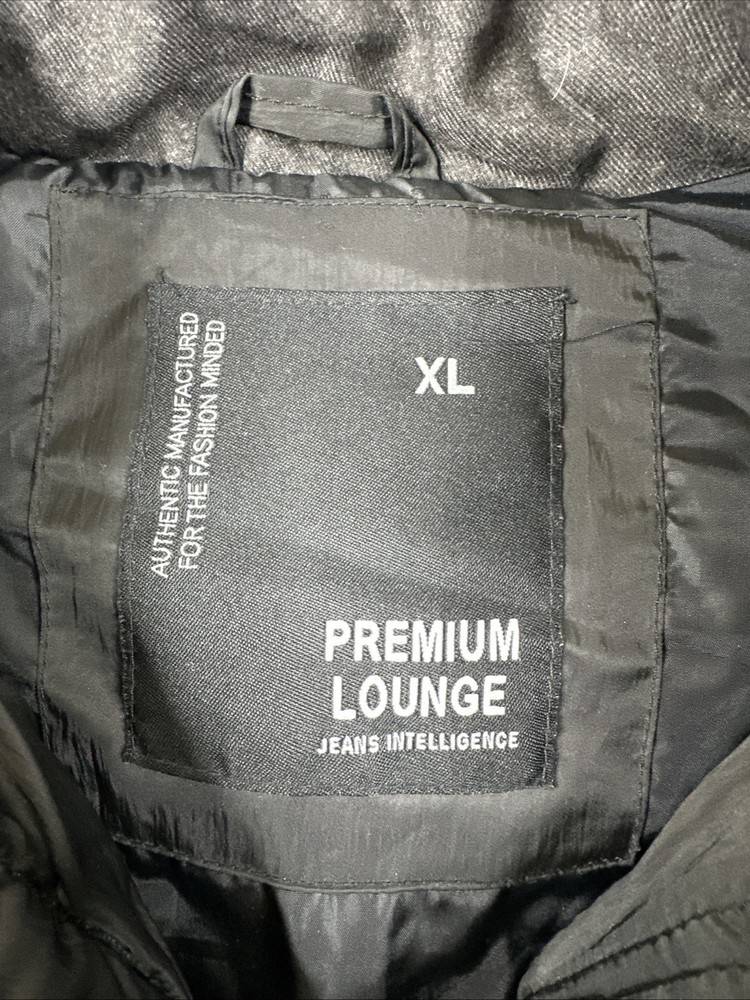 AUTHENTIC MANUFACTURED
FOR THE FASHION MINDED
XL
PREMIUM
LOUNGE
JEANS INTELLIGENCE